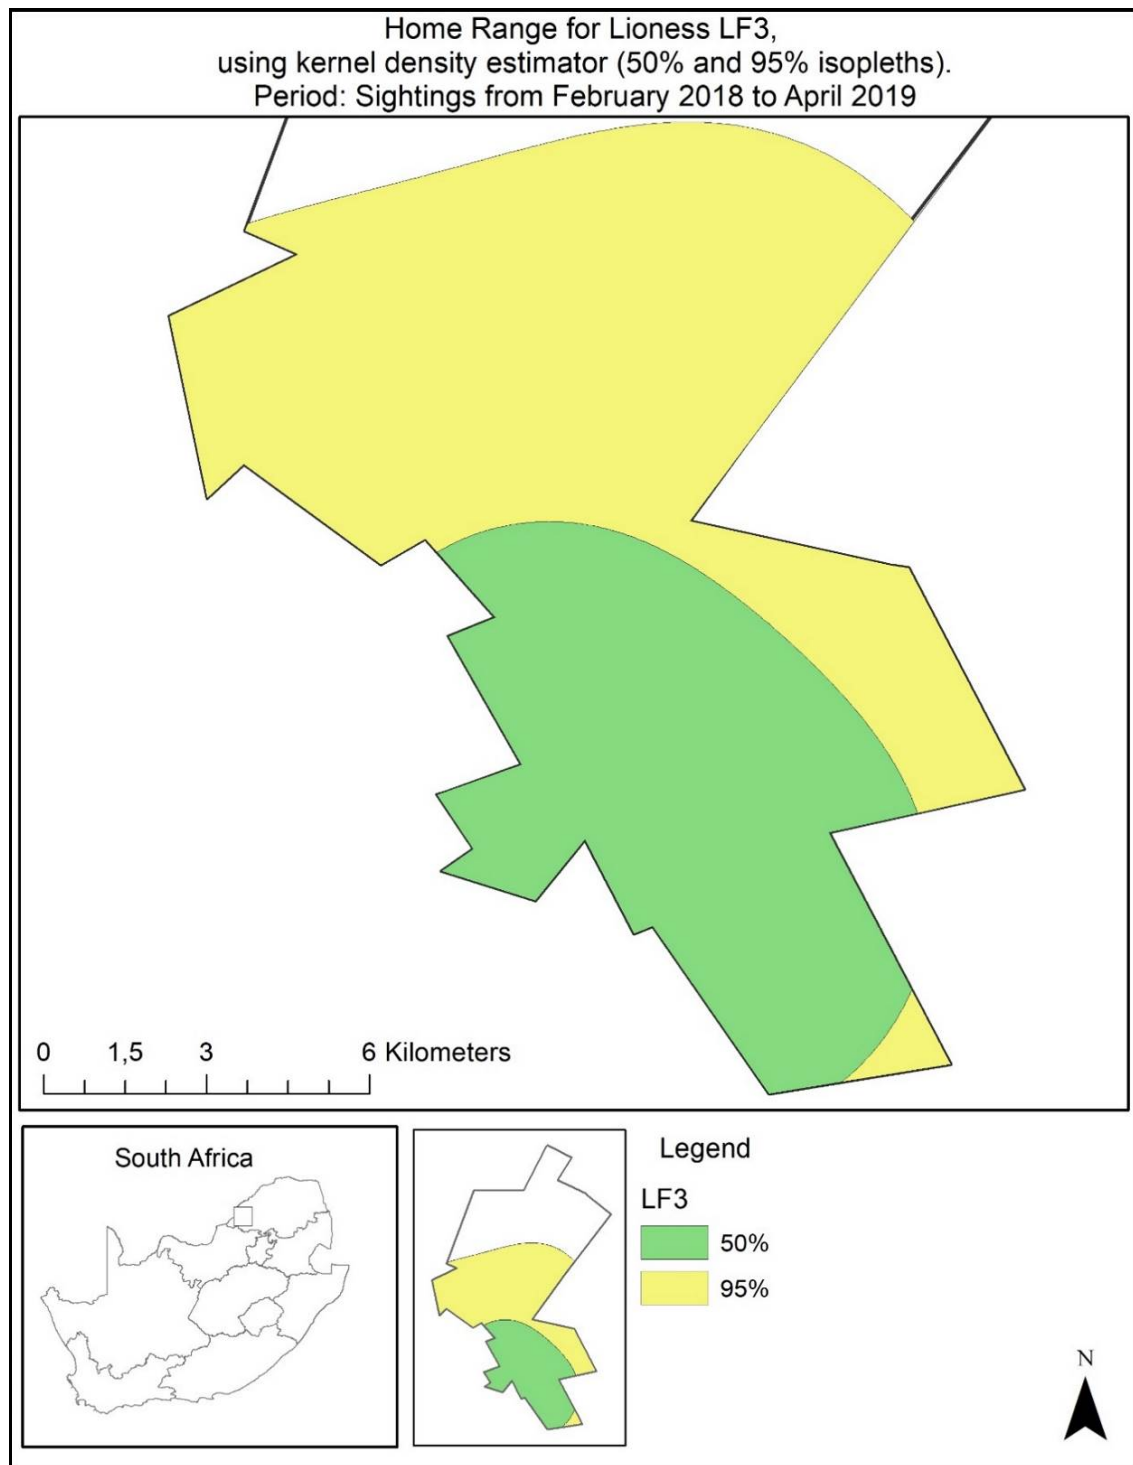 Home Range for Lioness LF3,
using kernel density estimator (50% and 95% isopleths).
Period: Sightings from February 2018 to April 2019
0 1,5 3 6 Kilometers
South Africa
Legend
LF3
50%
95%
N